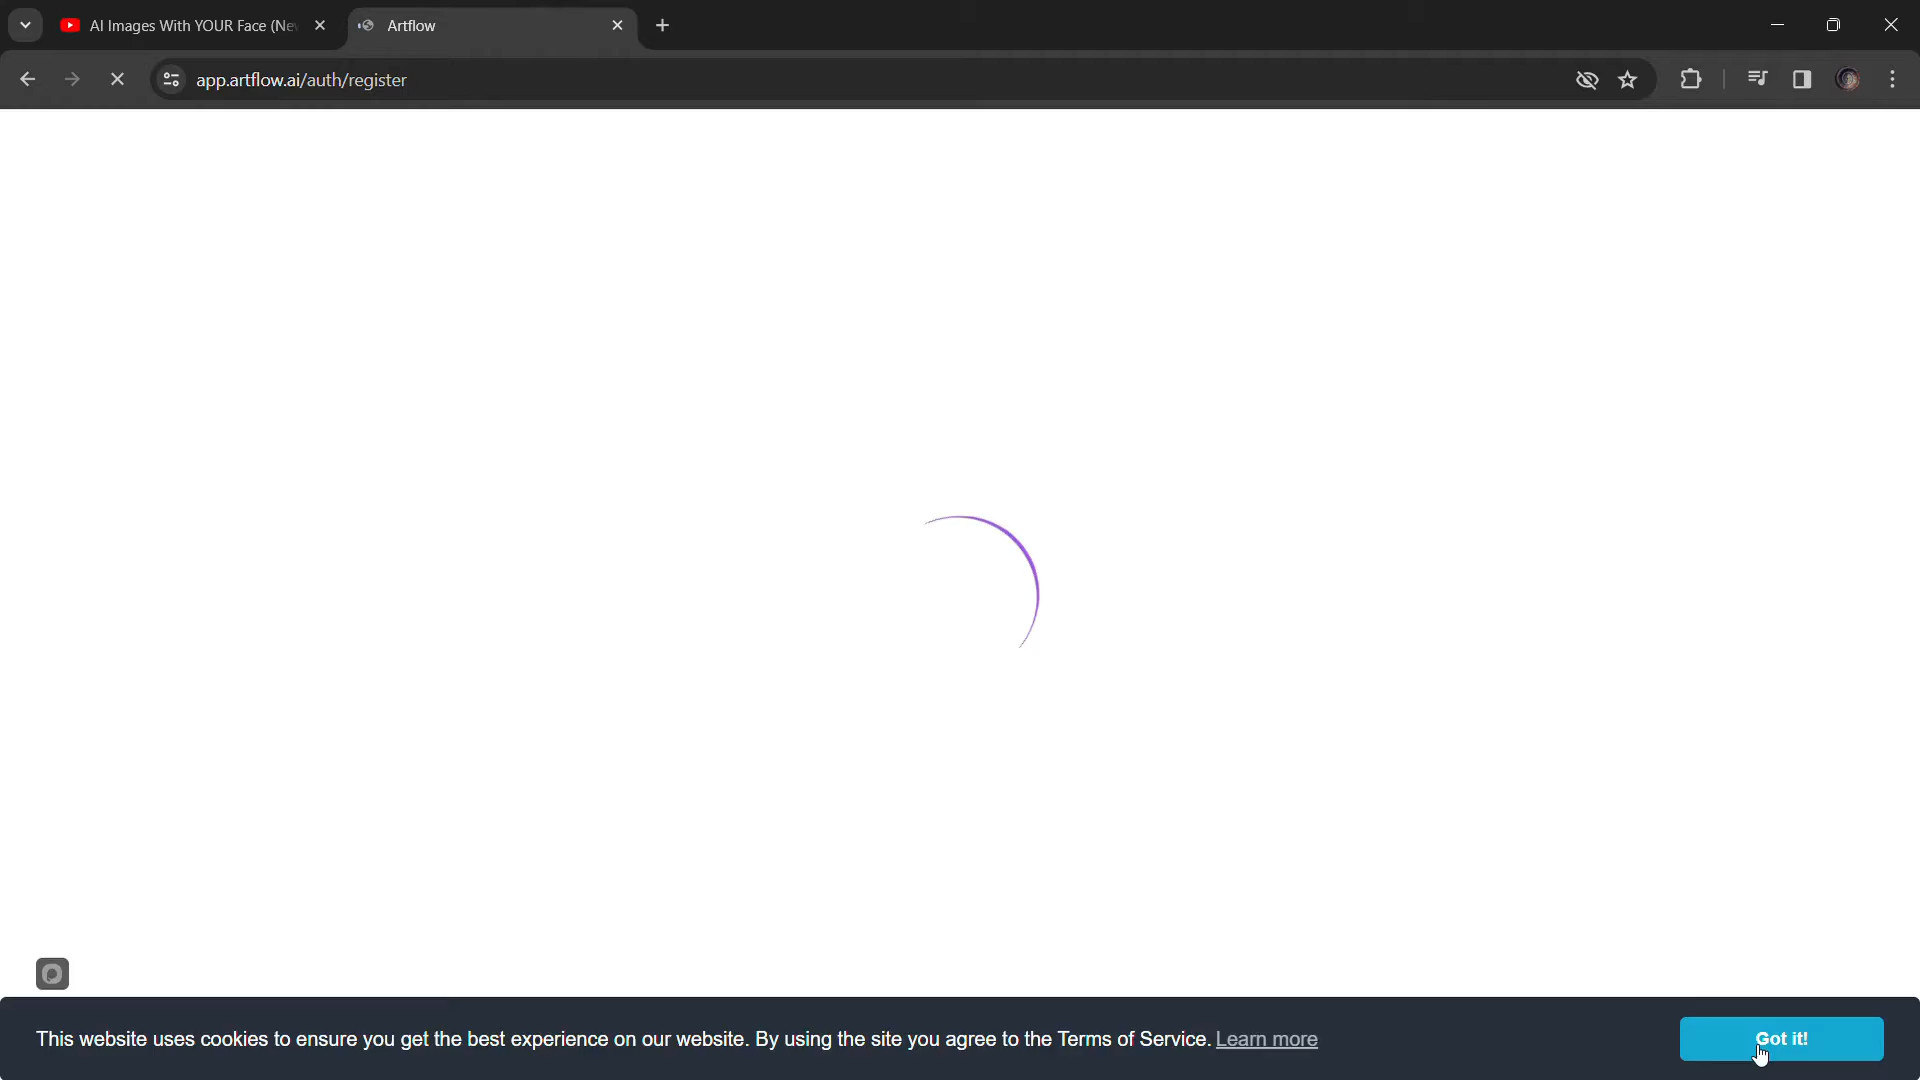 AI Images With YOUR Face (Ne
Artflow
app.artflow.ai/auth/register
This website uses cookies to ensure you get the best experience on our website. By using the site you agree to the Terms of Service. Learn more
Got it!